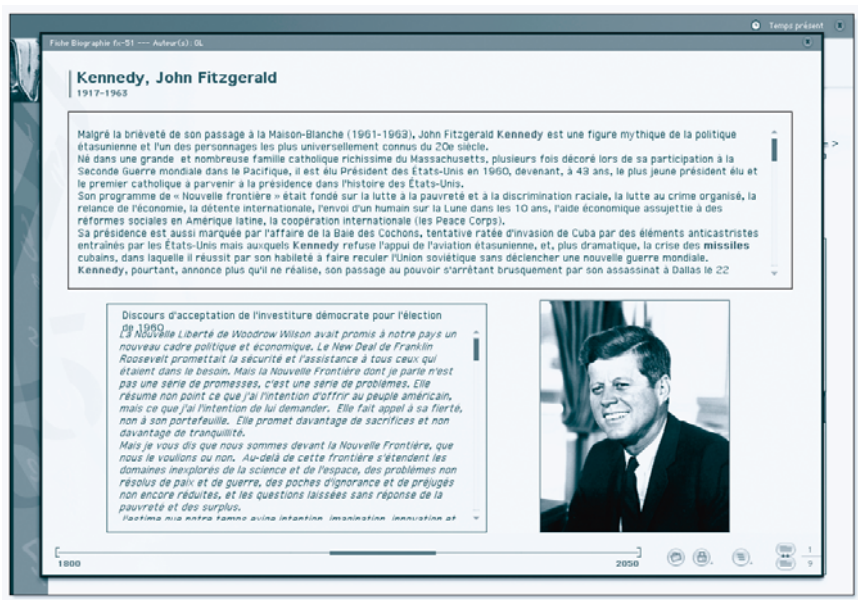 Temps présent
Fiche Biographie fx-51 --- Auteur(s): OL
Kennedy, John Fitzgerald
1917-1963
Malgré la brièveté de son passage à la Maison-Blanche (1961-1963), John Fitzgerald Kennedy est une figure mythique de la politique
étasunienne et l'un des personnages les plus universellement connus du 20e siècle.
Né dans une grande et nombreuse famille catholique richissime du Massachusetts, plusieurs fois décoré lors de sa participation à la
Seconde Guerre mondiale dans le Pacifique, il est élu Président des États-Unis en 1960, devenant, à 43 ans, le plus jeune président élu et
le premier catholique à parvenir à la présidence dans l'histoire des États-Unis.
Son programme de « Nouvelle frontière » était fondé sur la lutte à la pauvreté et à la discrimination raciale, la lutte au crime organisé, la
relance de l'économie, la détente internationale, l'envoi d'un humain sur la Lune dans les 10 ans, l'aide économique assujettie à des
réformes sociales en Amérique latine, la coopération internationale (les Peace Corps).
Sa présidence est aussi marquée par l'affaire de la Baie des Cochons, tentative ratée d'invasion de Cuba par des éléments anticastristes
entraînés par les États-Unis mais auxquels Kennedy refuse l'appui de l'aviation étasunienne, et, plus dramatique, la crise des missiles
cubains, dans laquelle il réussit par son habileté à faire reculer l'Union soviétique sans déclencher une nouvelle guerre mondiale.
Kennedy, pourtant, annonce plus qu'il ne réalise, son passage au pouvoir s'arrêtant brusquement par son assassinat à Dallas le 22
Discours d'acceptation de l'investiture démocrate pour l'élection
de 1960
La Nouvelle Liberté de Woodrow Wilson avait promis à notre pays un
nouveau cadre politique et économique. Le New Deal de Franklin
Roosevelt promettait la sécurité et l'assistance à tous ceux qui
étaient dans le besoin. Mais la Nouvelle Frontière dont je parle n'est
pas une série de promesses, c'est une série de problèmes. Elle
résume non point ce que j'ai l'intention d'offrir au peuple américain,
mais ce que j'ai l'intention de lui demander. Elle fait appel à sa fierté,
non à son portefeuille. Elle promet davantage de sacrifices et non
davantage de tranquillité.
Mais je vous dis que nous sommes devant la Nouvelle Frontière, que
nous le voulions ou non. Au-delà de cette frontière s'étendent les
domaines inexplorés de la science et de l'espace, des problèmes non
résolus de paix et de guerre, des poches d'ignorance et de préjugés
non encore réduites, et les questions laissées sans réponse de la
pauvreté et des surplus.
J'estime que notre temps exige intention, imagination, innovation et
1800
2050
1
9